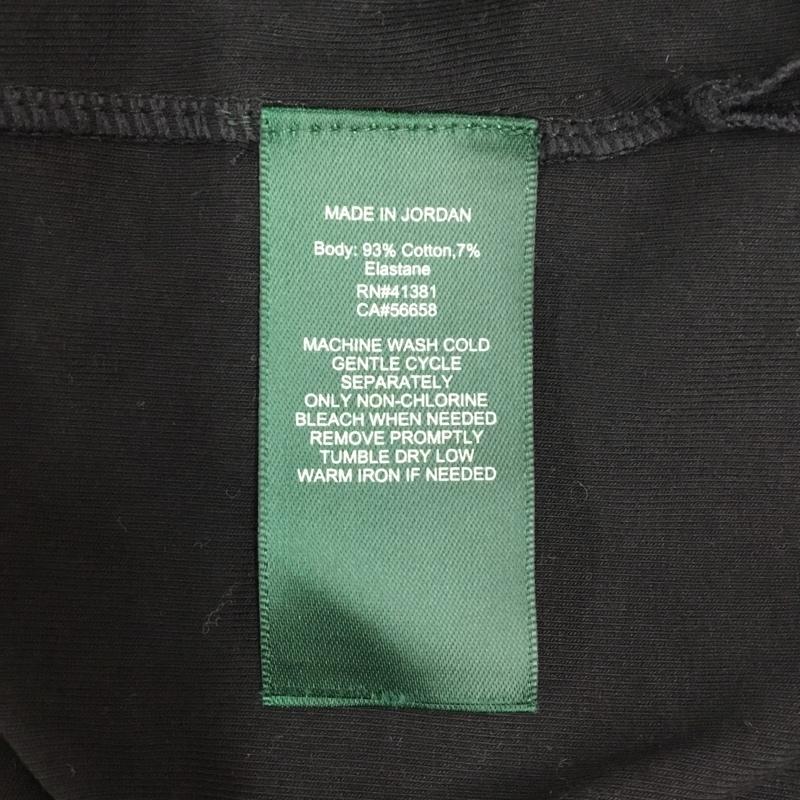 MADE IN JORDAN
Body: 93% Cotton,7%
Elastane
RN#41381
CA#56658
MACHINE WASH COLD
GENTLE CYCLE
SEPARATELY
ONLY NON-CHLORINE
BLEACH WHEN NEEDED
REMOVE PROMPTLY
TUMBLE DRY LOW
WARM IRON IF NEEDED